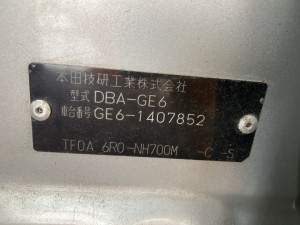 本田技研工業株式会社
型式 DBA-GE6
車台番号 GE6-1407852
TFDA 6R0-NH700M -C -S